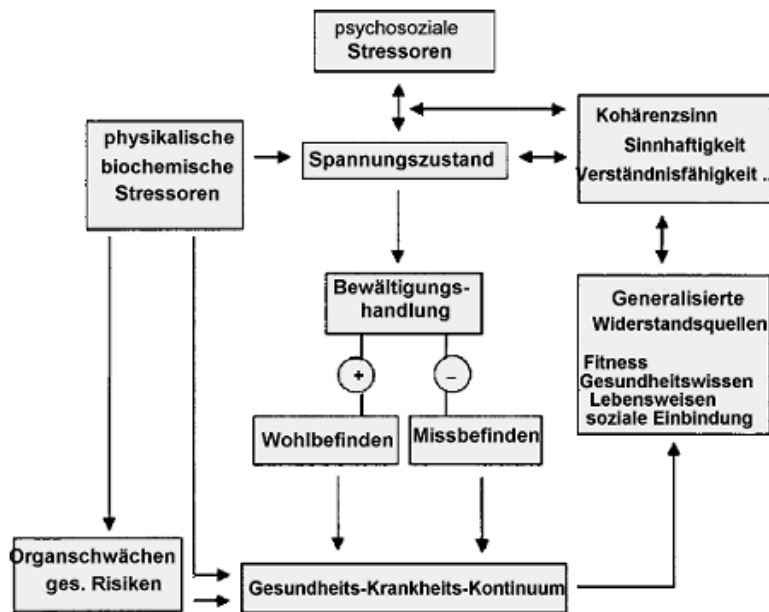 psychosoziale
Stressoren
physikalische
biochemische
Stressoren
Spannungszustand
Kohärenzsinn
Sinnhaftigkeit
Verständnisfähigkeit ..
Bewältigungs-
handlung
+
–
Wohlbefinden
Missbefinden
Generalisierte
Widerstandsquellen
Fitness
Gesundheitswissen
Lebensweisen
soziale Einbindung
Organschwächen
ges. Risiken
Gesundheits-Krankheits-Kontinuum